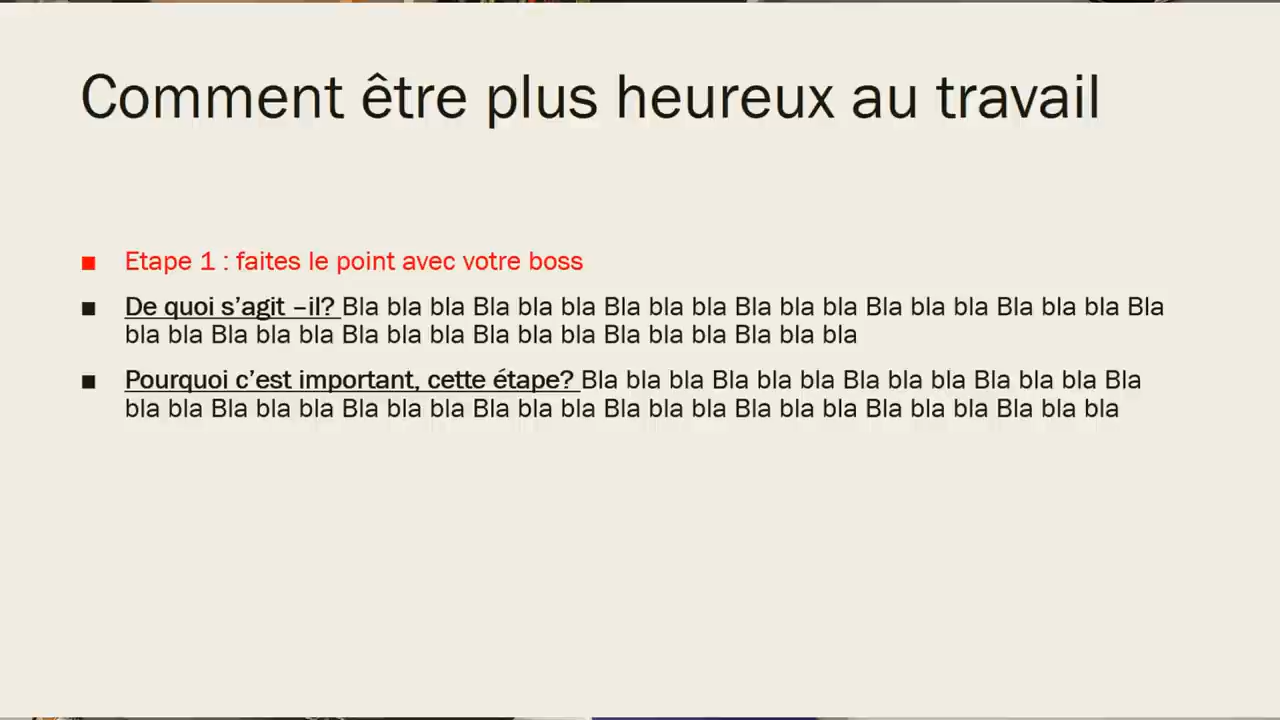 Comment être plus heureux au travail
■ Etape 1 : faites le point avec votre boss
■ De quoi s’agit –il? Bla bla bla Bla bla bla Bla bla bla Bla bla bla Bla bla bla Bla bla bla Bla
bla bla Bla bla bla Bla bla bla Bla bla bla Bla bla bla Bla bla bla
■ Pourquoi c’est important, cette étape? Bla bla bla Bla bla bla Bla bla bla Bla bla bla Bla
bla bla Bla bla bla Bla bla bla Bla bla bla Bla bla bla Bla bla bla Bla bla bla Bla bla bla